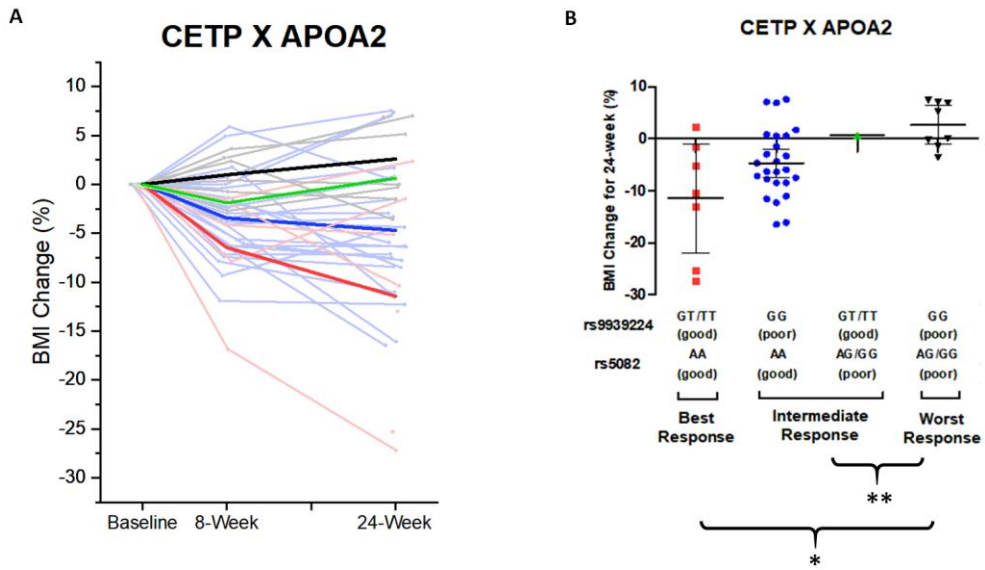 A
CETP X APOA2
BMI Change (%)
10
5
0
-5
-10
-15
-20
-25
-30
Baseline 8-Week 24-Week
B
CETP X APOA2
BMI Change for 24-week (%)
10
0
-10
-20
-30
rs9939224 GT/TT GG GT/TT GG
(good) (poor) (good) (poor)
rs5082 AA AA AG/GG AG/GG
(good) (good) (poor) (poor)
Best Intermediate Worst
Response Response Response
**
*